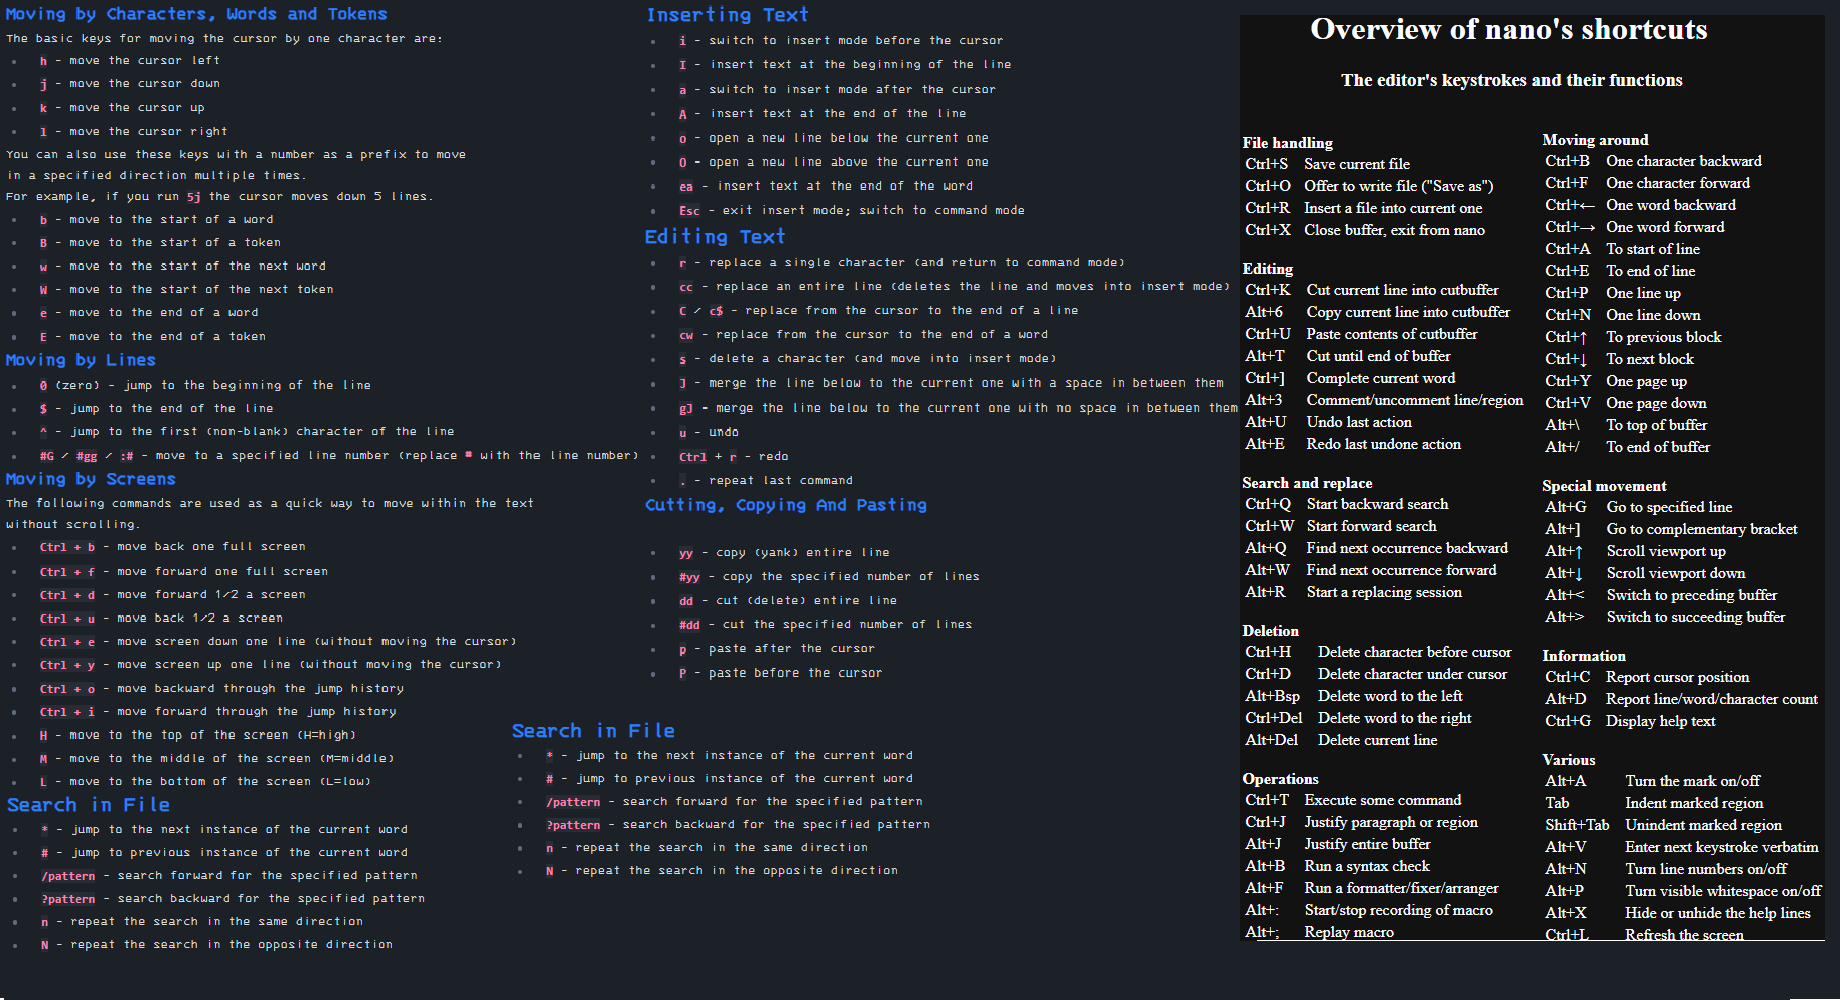 Moving by Characters, Words and Tokens
The basic keys for moving the cursor by one character are:
h - move the cursor left
j - move the cursor down
k - move the cursor up
l - move the cursor right
You can also use these keys with a number as a prefix to move
in a specified direction multiple times.
For example, if you run 5j the cursor moves down 5 lines.
b - move to the start of a word
B - move to the start of a token
w - move to the start of the next word
W - move to the start of the next token
e - move to the end of a word
E - move to the end of a token
Moving by Lines
0 (zero) - jump to the beginning of the line
$ - jump to the end of the line
^ - jump to the first (non-blank) character of the line
#G / #gg / :# - move to a specified line number (replace # with the line number)
Moving by Screens
The following commands are used as a quick way to move within the text
without scrolling.
Ctrl + b - move back one full screen
Ctrl + f - move forward one full screen
Ctrl + d - move forward 1/2 a screen
Ctrl + u - move back 1/2 a screen
Ctrl + e - move screen down one line (without moving the cursor)
Ctrl + y - move screen up one line (without moving the cursor)
Ctrl + o - move backward through the jump history
Ctrl + i - move forward through the jump history
H - move to the top of the screen (H=high)
M - move to the middle of the screen (M=middle)
L - move to the bottom of the screen (L=low)
Search in File
* - jump to the next instance of the current word
# - jump to previous instance of the current word
/pattern - search forward for the specified pattern
?pattern - search backward for the specified pattern
n - repeat the search in the same direction
N - repeat the search in the opposite direction
Inserting Text
i - switch to insert mode before the cursor
I - insert text at the beginning of the line
a - switch to insert mode after the cursor
A - insert text at the end of the line
o - open a new line below the current one
O - open a new line above the current one
ea - insert text at the end of the word
Esc - exit insert mode; switch to command mode
Editing Text
r - replace a single character (and return to command mode)
cc - replace an entire line (deletes the line and moves into insert mode)
C / c$ - replace from the cursor to the end of a line
cw - replace from the cursor to the end of a word
s - delete a character (and move into insert mode)
J - merge the line below to the current one with a space in between them
gJ - merge the line below to the current one with no space in between them
u - undo
Ctrl + r - redo
. - repeat last command
Cutting, Copying And Pasting
yy - copy (yank) entire line
#yy - copy the specified number of lines
dd - cut (delete) entire line
#dd - cut the specified number of lines
p - paste after the cursor
P - paste before the cursor
Search in File
* - jump to the next instance of the current word
# - jump to previous instance of the current word
/pattern - search forward for the specified pattern
?pattern - search backward for the specified pattern
n - repeat the search in the same direction
N - repeat the search in the opposite direction
Overview of nano's shortcuts
The editor's keystrokes and their functions
File handling
Ctrl+S Save current file
Ctrl+O Offer to write file ("Save as")
Ctrl+R Insert a file into current one
Ctrl+X Close buffer, exit from nano
Editing
Ctrl+K Cut current line into cutbuffer
Alt+6 Copy current line into cutbuffer
Ctrl+U Paste contents of cutbuffer
Alt+T Cut until end of buffer
Ctrl+] Complete current word
Alt+3 Comment/uncomment line/region
Alt+U Undo last action
Alt+E Redo last undone action
Search and replace
Ctrl+Q Start backward search
Ctrl+W Start forward search
Alt+Q Find next occurrence backward
Alt+W Find next occurrence forward
Alt+R Start a replacing session
Deletion
Ctrl+H Delete character before cursor
Ctrl+D Delete character under cursor
Alt+Bsp Delete word to the left
Ctrl+Del Delete word to the right
Alt+Del Delete current line
Operations
Ctrl+T Execute some command
Ctrl+J Justify paragraph or region
Alt+J Justify entire buffer
Alt+B Run a syntax check
Alt+F Run a formatter/fixer/arranger
Alt+: Start/stop recording of macro
Alt+; Replay macro
Moving around
Ctrl+B One character backward
Ctrl+F One character forward
Ctrl+← One word backward
Ctrl+→ One word forward
Ctrl+A To start of line
Ctrl+E To end of line
Ctrl+P One line up
Ctrl+N One line down
Ctrl+↑ To previous block
Ctrl+↓ To next block
Ctrl+Y One page up
Ctrl+V One page down
Alt+\ To top of buffer
Alt+/ To end of buffer
Special movement
Alt+G Go to specified line
Alt+] Go to complementary bracket
Alt+↑ Scroll viewport up
Alt+↓ Scroll viewport down
Alt+< Switch to preceding buffer
Alt+> Switch to succeeding buffer
Information
Ctrl+C Report cursor position
Alt+D Report line/word/character count
Ctrl+G Display help text
Various
Alt+A Turn the mark on/off
Tab Indent marked region
Shift+Tab Unindent marked region
Alt+V Enter next keystroke verbatim
Alt+N Turn line numbers on/off
Alt+P Turn visible whitespace on/off
Alt+X Hide or unhide the help lines
Ctrl+L Refresh the screen